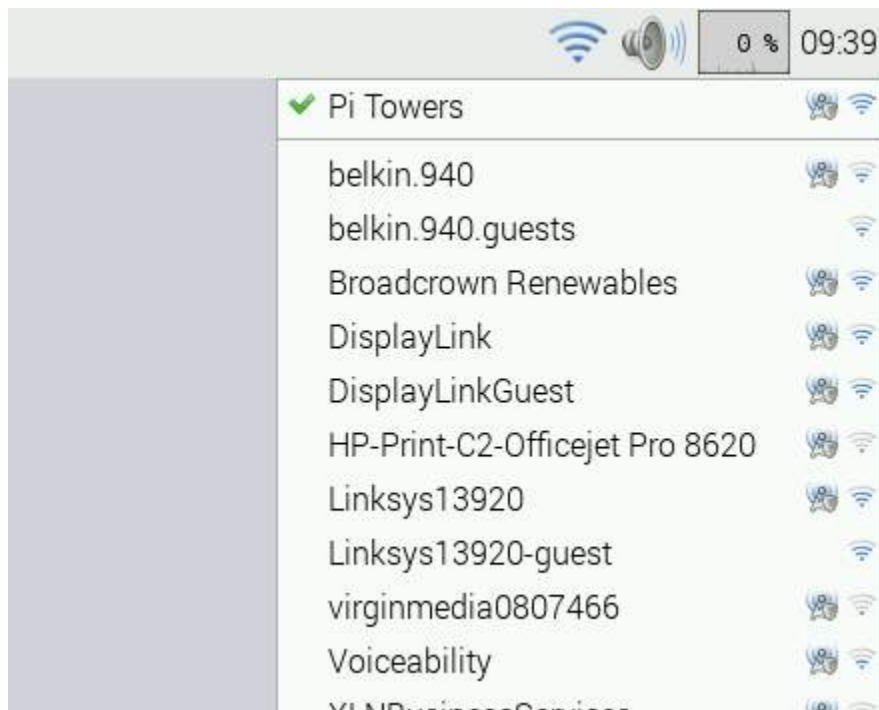 0 % 09:39
Pi Towers
belkin.940
belkin.940.guests
Broadcrown Renewables
DisplayLink
DisplayLinkGuest
HP-Print-C2-Officejet Pro 8620
Linksys13920
Linksys13920-guest
virginmedia0807466
Voiceability